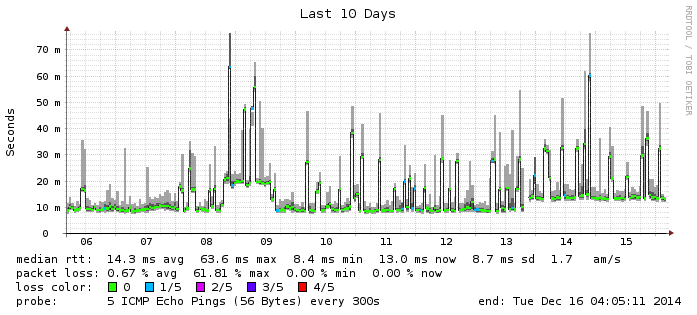 Last 10 Days
RRDTOOL / TOBI OETIKER
Seconds
70 m
60 m
50 m
40 m
30 m
20 m
10 m
0
06 07 08 09 10 11 12 13 14 15
median rtt: 14.3 ms avg 63.6 ms max 8.4 ms min 13.0 ms now 8.7 ms sd 1.7 am/s
packet loss: 0.67 % avg 61.81 % max 0.00 % min 0.00 % now
loss color: 0 1/5 2/5 3/5 4/5
probe: 5 ICMP Echo Pings (56 Bytes) every 300s end: Tue Dec 16 04:05:11 2014